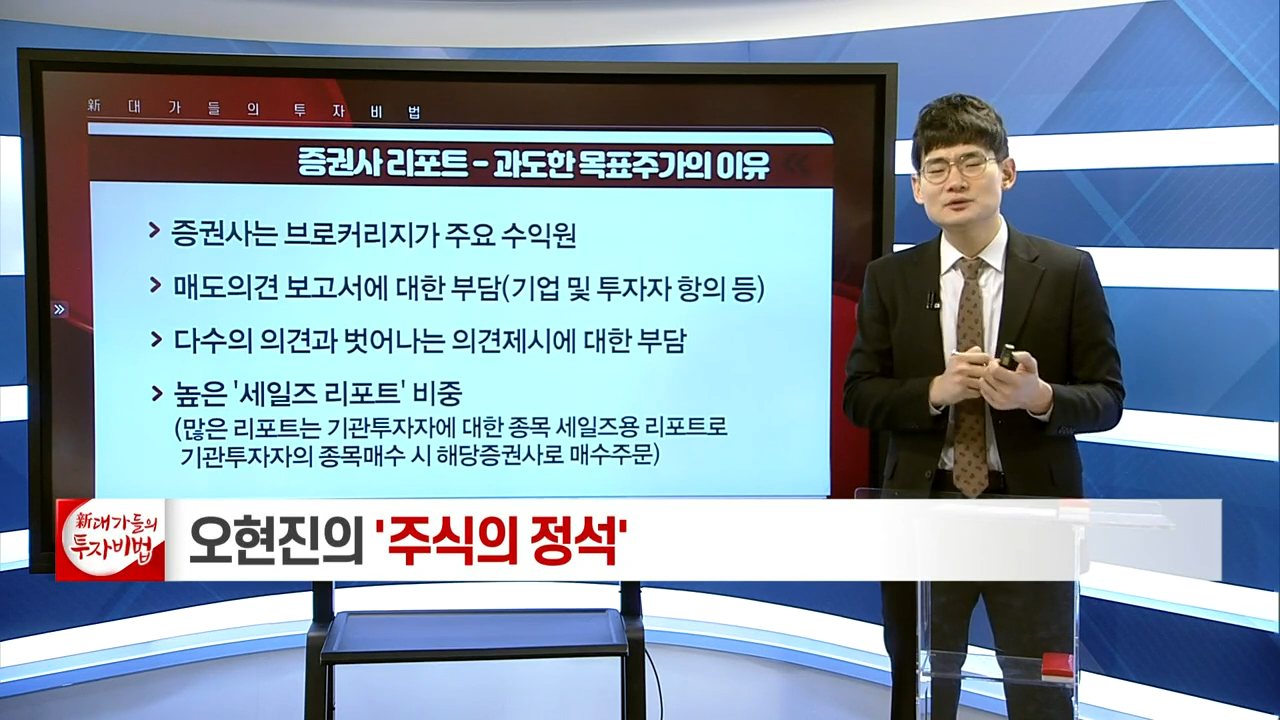 新 대 가 들 의 투 자 비 법
증권사 리포트 - 과도한 목표주가의 이유
증권사는 브로커리지가 주요 수익원
매도의견 보고서에 대한 부담(기업 및 투자자 항의 등)
다수의 의견과 벗어나는 의견제시에 대한 부담
높은 '세일즈 리포트' 비중
(많은 리포트는 기관투자자에 대한 종목 세일즈용 리포트로
기관투자자의 종목매수 시 해당증권사로 매수주문)
新대가들의
투자비법
오현진의 '주식의 정석'